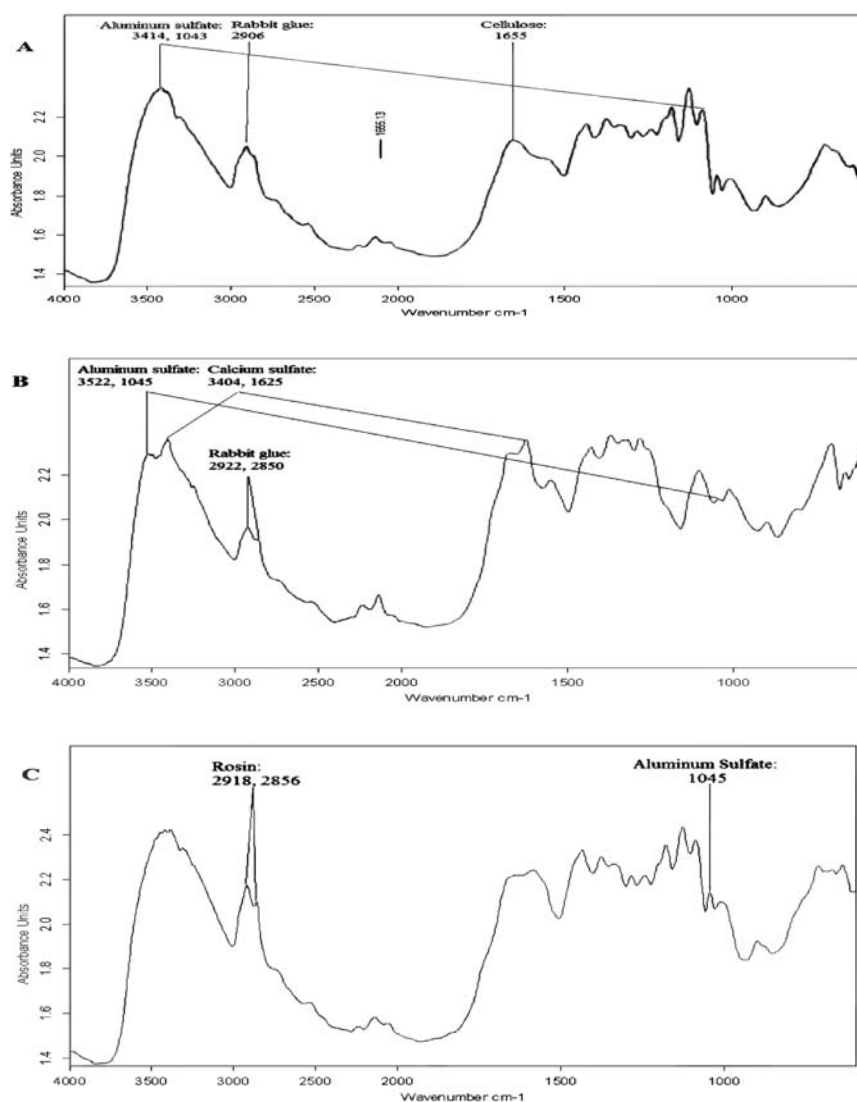 A
Aluminum sulfate: Rabbit glue: Cellulose:
3414, 1043 2906 1655
1655.13
Absorbance Units
2.2
2.0
1.8
1.6
1.4
4000 3500 3000 2500 2000 1500 1000
Wavenumber cm-1
B
Aluminum sulfate: Calcium sulfate:
3522, 1045 3404, 1625
Rabbit glue:
2922, 2850
Absorbance Units
2.2
2.0
1.8
1.6
1.4
4000 3500 3000 2500 2000 1500 1000
Wavenumber cm-1
C
Rosin: Aluminum Sulfate:
2918, 2856 1045
Absorbance Units
2.4
2.2
2.0
1.8
1.6
1.4
4000 3500 3000 2500 2000 1500 1000
Wavenumber cm-1